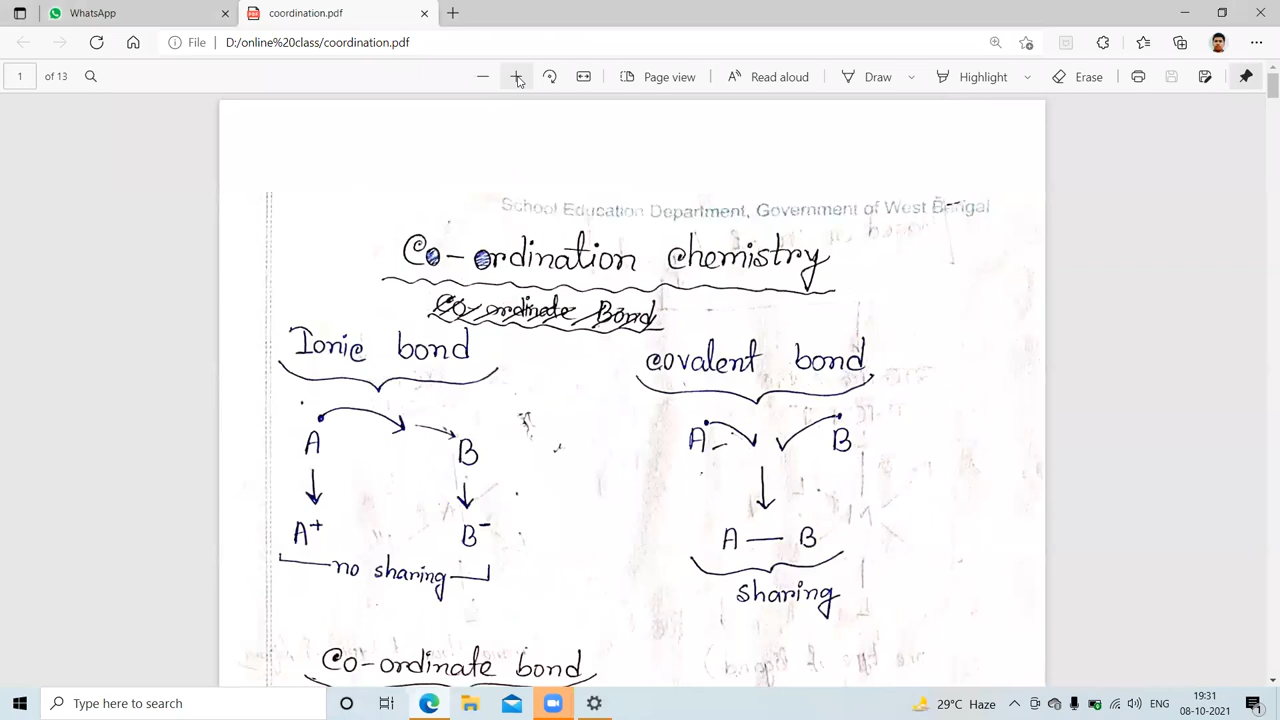 WhatsApp
coordination.pdf
File
D:/online%20class/coordination.pdf
1
of 13
Page view
Read aloud
Draw
Highlight
Erase
School Education Department, Government of West Bengal
Co-ordination chemistry
Co-ordinate Bond
Ionic bond
covalent bond
A B
A B
A+ B-
A — B
no sharing
sharing
Co-ordinate bond
Type here to search
29°C Haze
ENG
19:31
08-10-2021
1